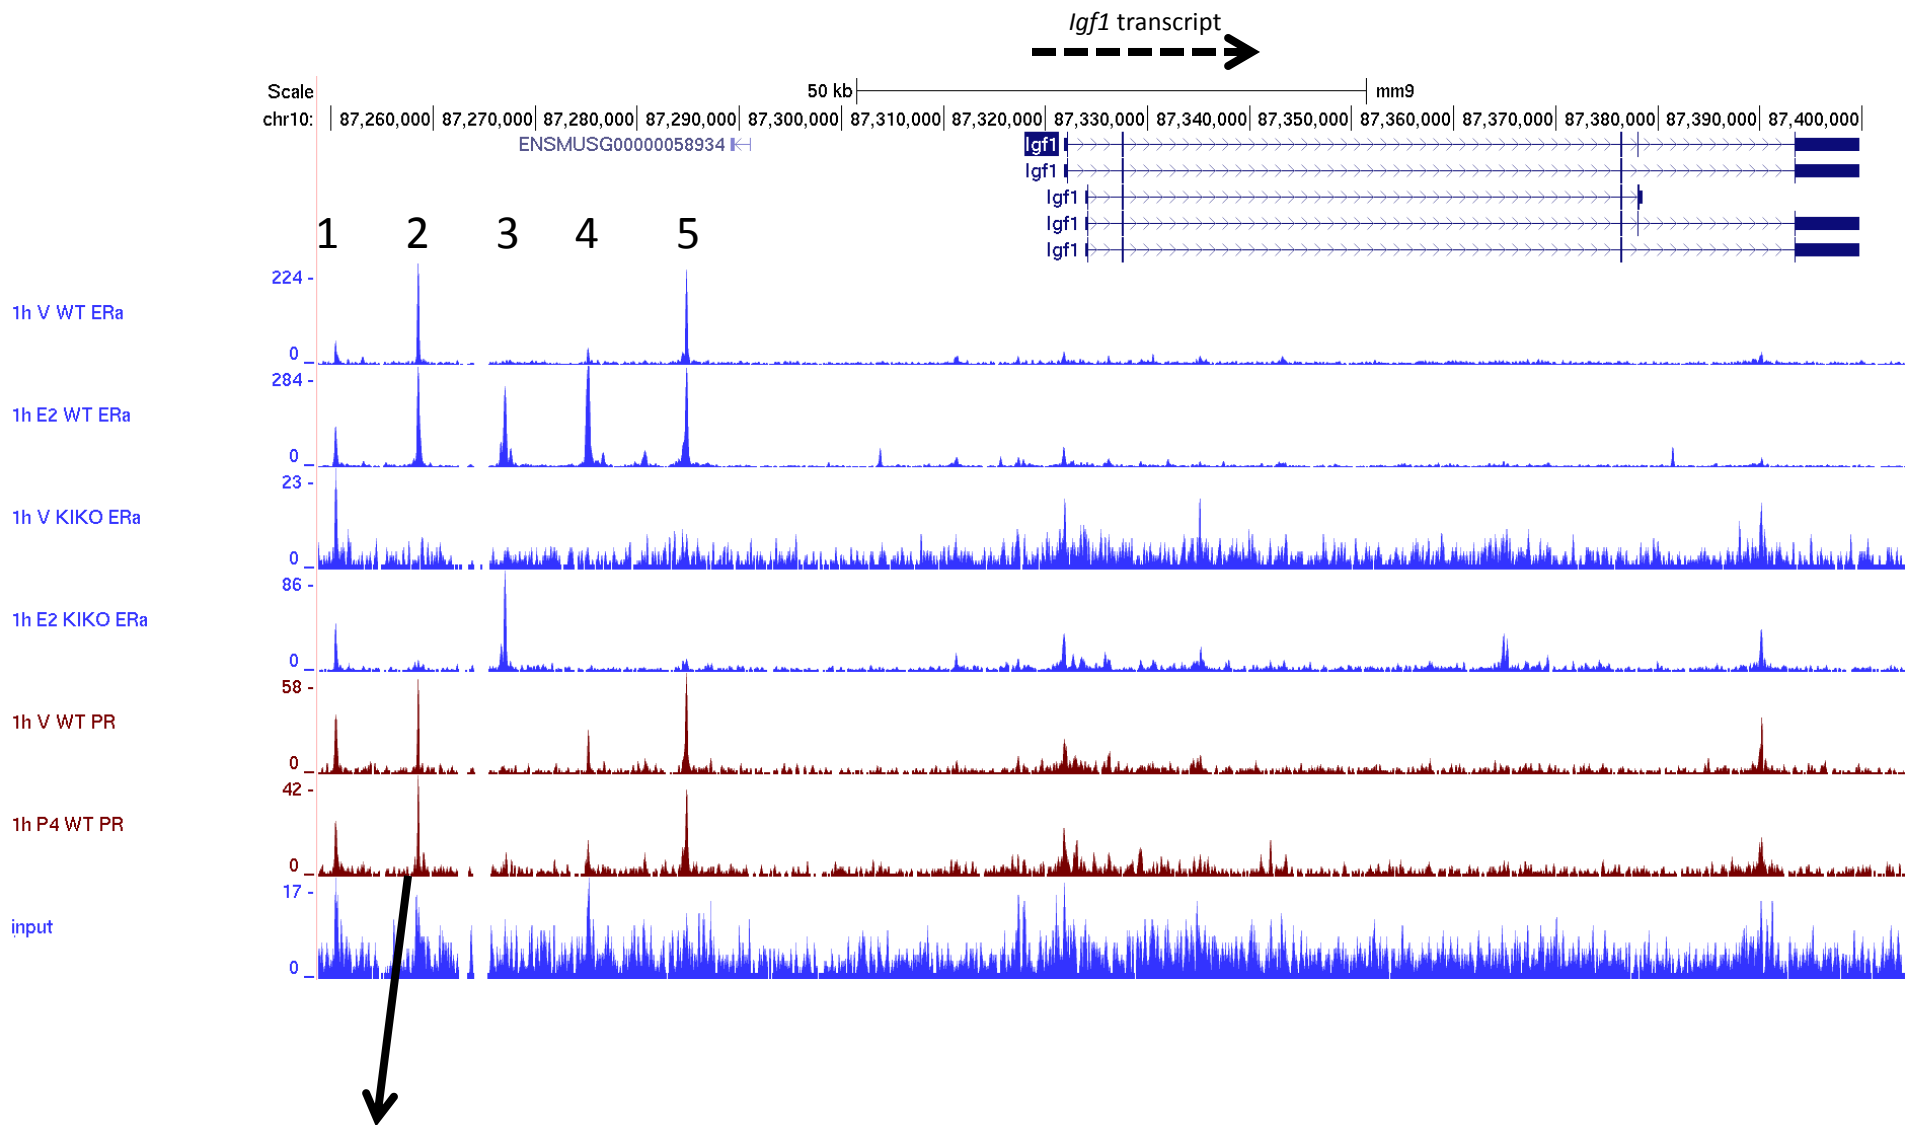 Igf1 transcript
Scale 50 kb mm9
chr10: 87,260,000 87,270,000 87,280,000 87,290,000 87,300,000 87,310,000 87,320,000 87,330,000 87,340,000 87,350,000 87,360,000 87,370,000 87,380,000 87,390,000 87,400,000
ENSMUSG00000058934 Igf1
Igf1
Igf1
Igf1
Igf1
1 2 3 4 5
224 -
1h V WT ERa
0 _
284 -
1h E2 WT ERa
0 _
23 -
1h V KIKO ERa
0 _
86 -
1h E2 KIKO ERa
0 _
58 -
1h V WT PR
0 _
42 -
1h P4 WT PR
0 _
17 -
input
0 _